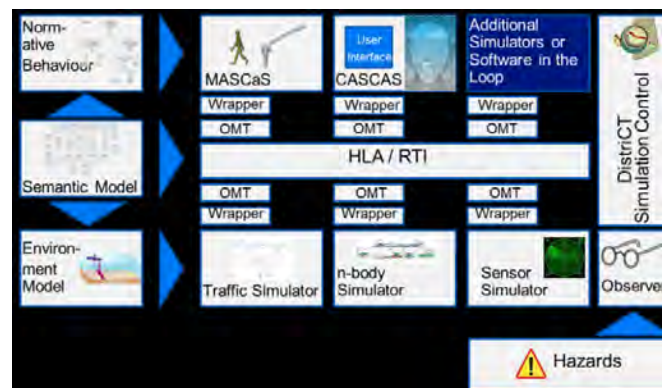 Norm-
ative
Behaviour
MASCaS
User
Interface
CASCAS
Additional
Simulators or
Software in the
Loop
DistriCT
Simulation Control
Wrapper
Wrapper
Wrapper
OMT
OMT
OMT
HLA / RTI
Semantic Model
OMT
OMT
OMT
Wrapper
Wrapper
Wrapper
Environ-
ment
Model
Traffic Simulator
n-body
Simulator
Sensor
Simulator
Observer
Hazards